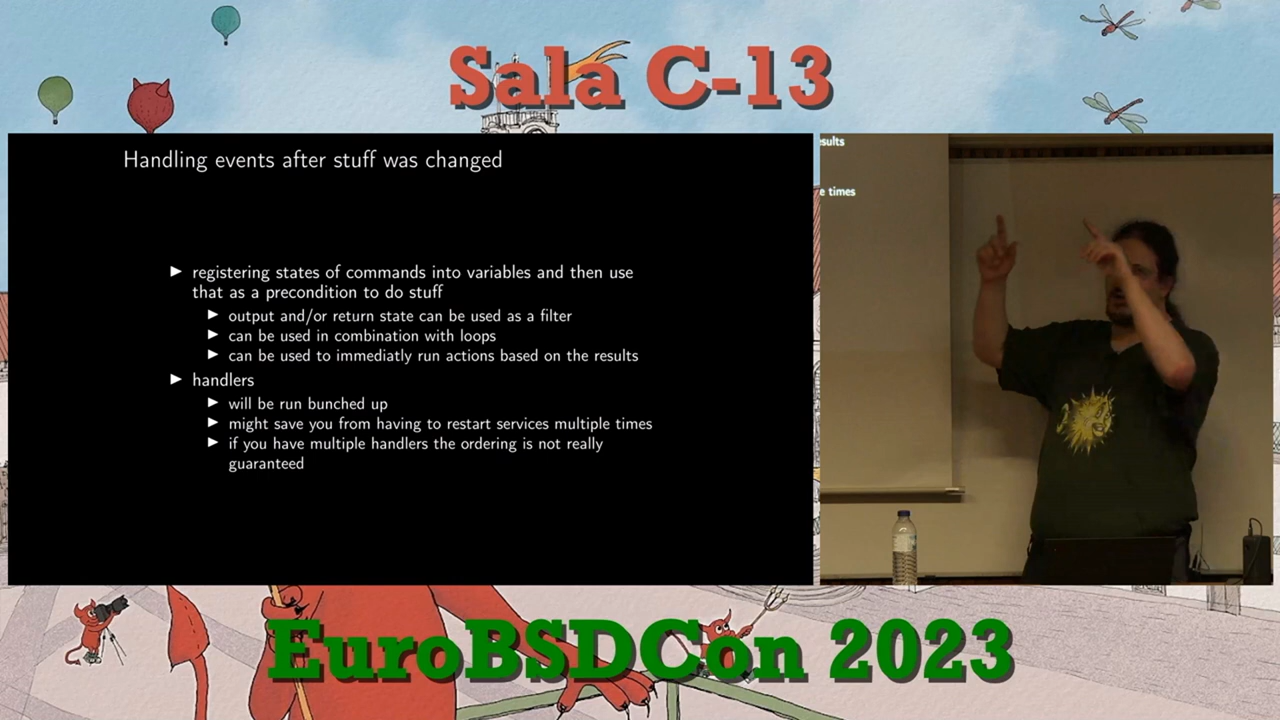 Sala C-13
Handling events after stuff was changed
registering states of commands into variables and then use
that as a precondition to do stuff
output and/or return state can be used as a filter
can be used in combination with loops
can be used to immediatly run actions based on the results
handlers
will be run bunched up
might save you from having to restart services multiple times
if you have multiple handlers the ordering is not really
guaranteed
esults
e times
EuroBSDCon 2023